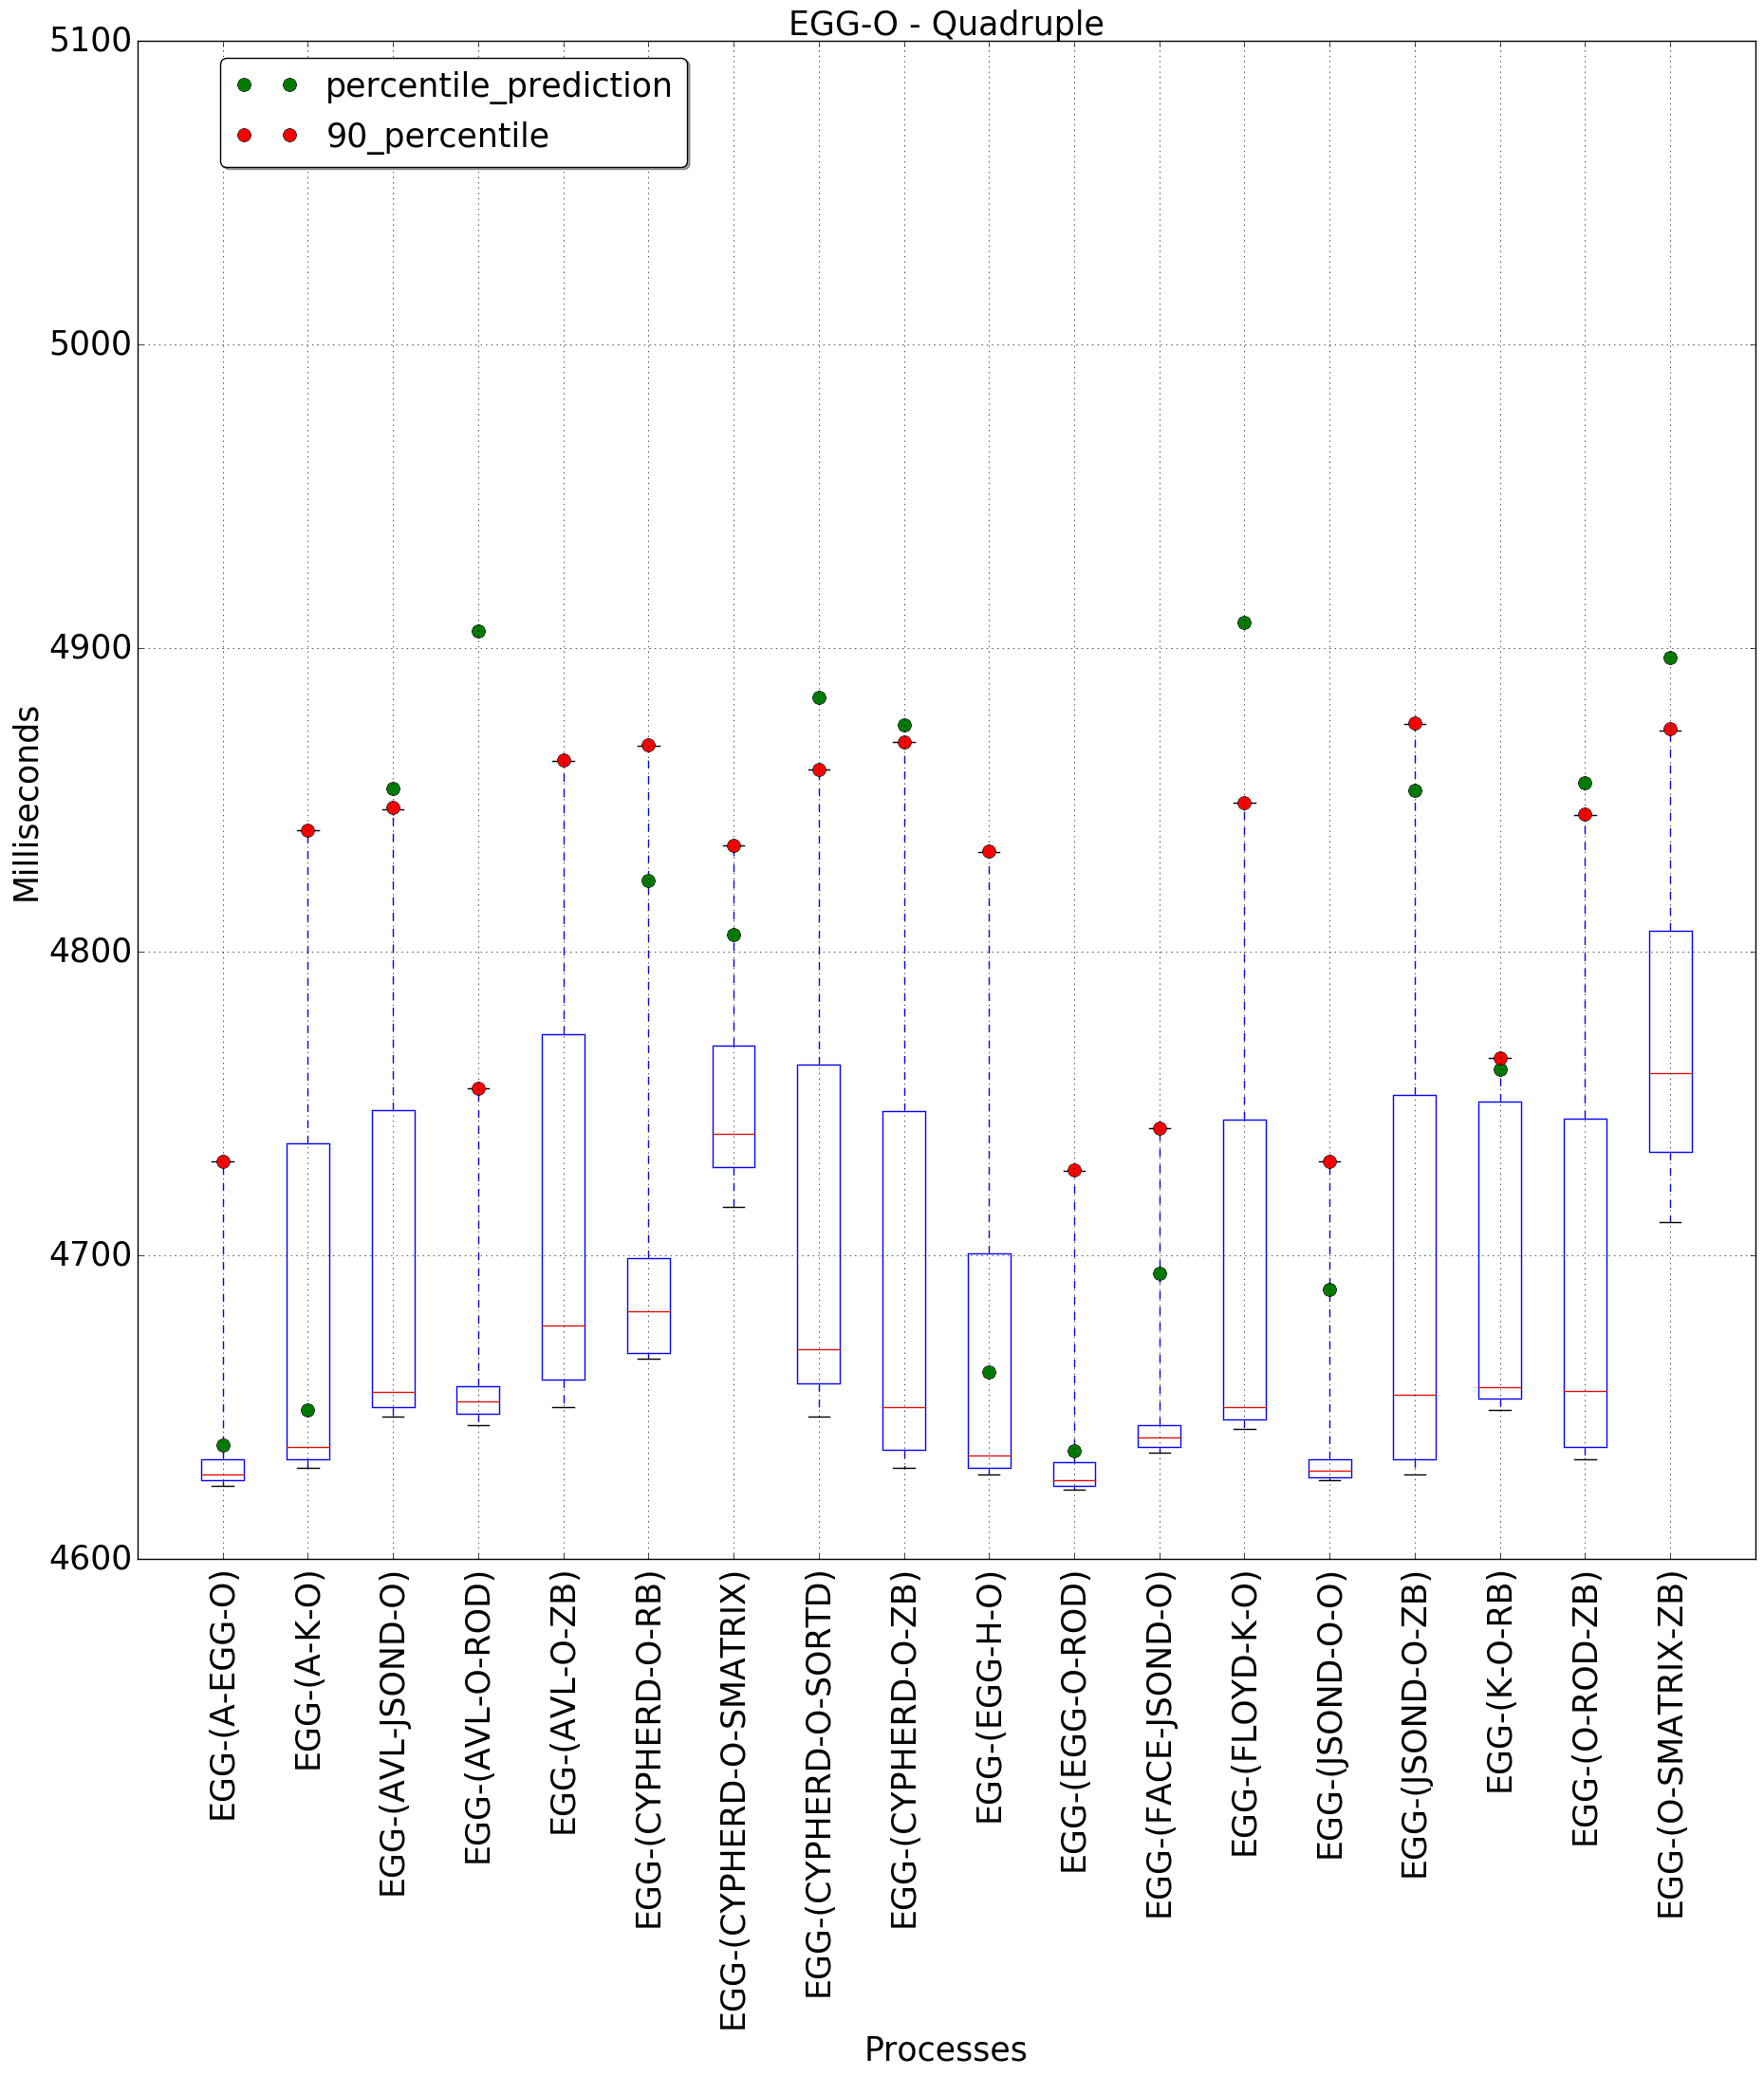 EGG-O - Quadruple
percentile_prediction
90_percentile
5100
5000
4900
4800
4700
4600
Milliseconds
EGG-(A-EGG-O)
EGG-(A-K-O)
EGG-(AVL-JSOND-O)
EGG-(AVL-O-ROD)
EGG-(AVL-O-ZB)
EGG-(CYPHERD-O-RB)
EGG-(CYPHERD-O-SMATRIX)
EGG-(CYPHERD-O-SORTD)
EGG-(CYPHERD-O-ZB)
EGG-(EGG-H-O)
EGG-(EGG-O-ROD)
EGG-(FACE-JSOND-O)
EGG-(FLOYD-K-O)
EGG-(JSOND-O-O)
EGG-(JSOND-O-ZB)
EGG-(K-O-RB)
EGG-(O-ROD-ZB)
EGG-(O-SMATRIX-ZB)
Processes